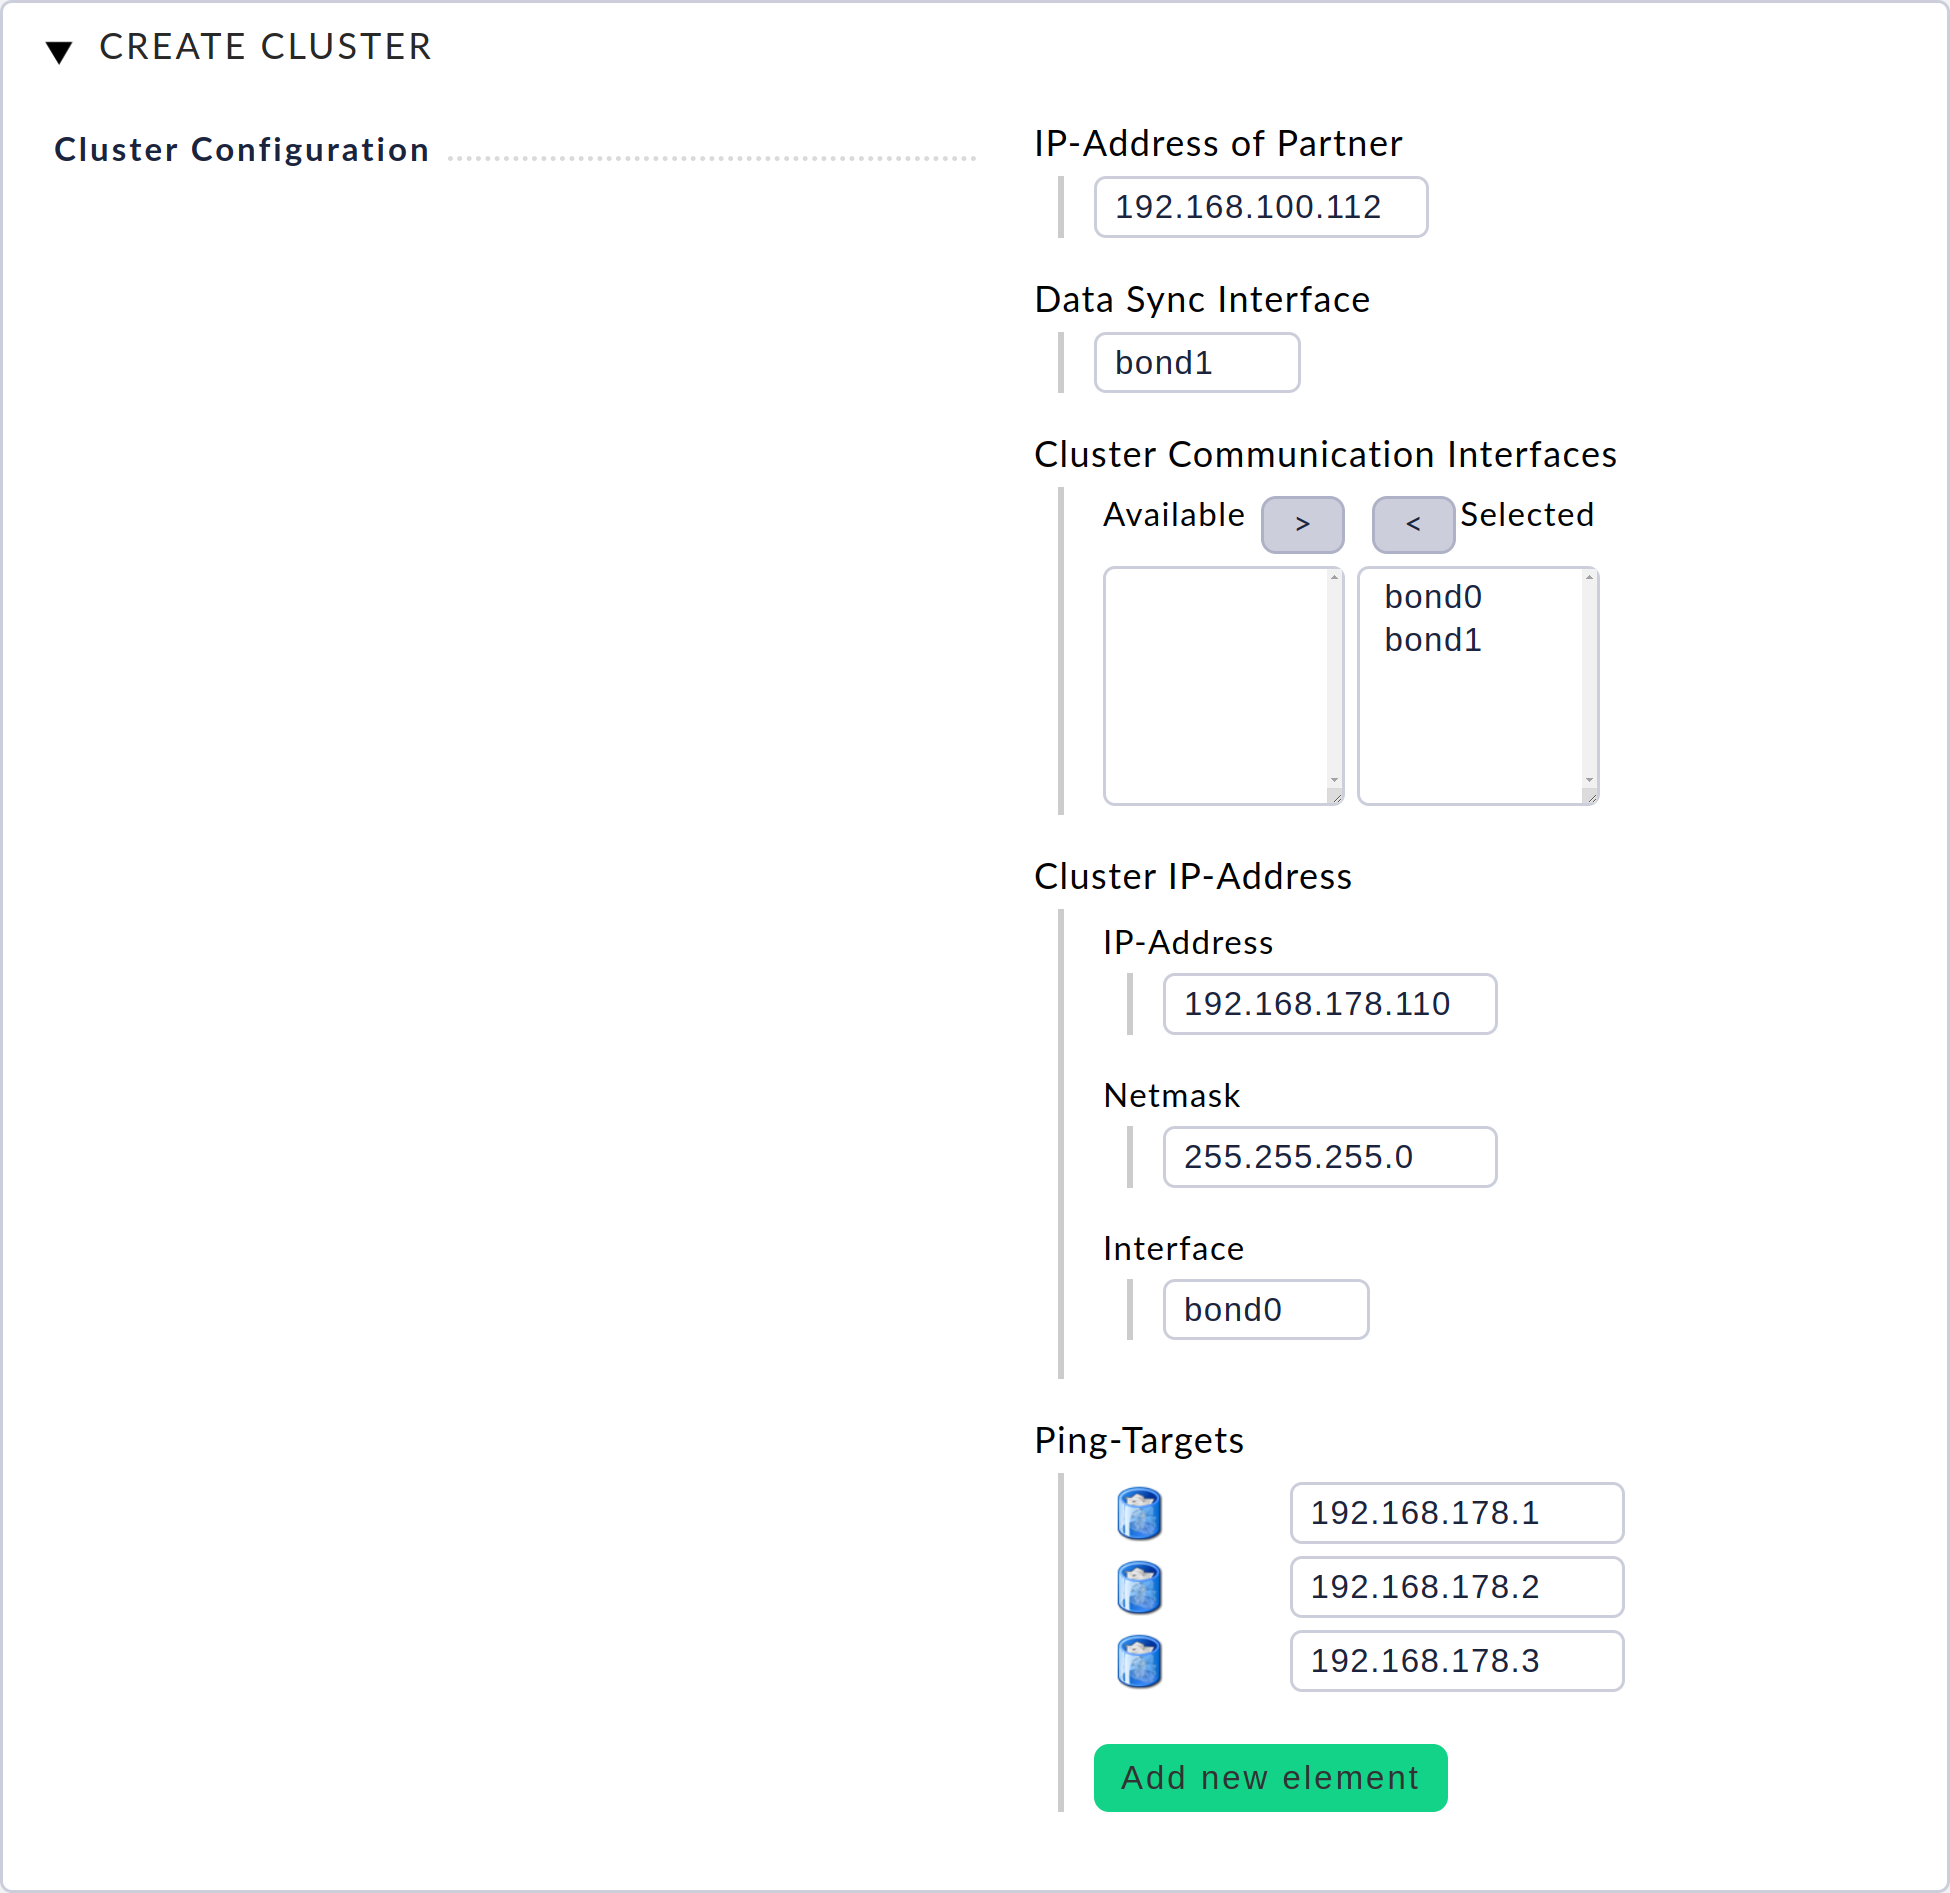 CREATE CLUSTER
Cluster Configuration
IP-Address of Partner
192.168.100.112
Data Sync Interface
bond1
Cluster Communication Interfaces
Available > < Selected
bond0
bond1
Cluster IP-Address
IP-Address
192.168.178.110
Netmask
255.255.255.0
Interface
bond0
Ping-Targets
192.168.178.1
192.168.178.2
192.168.178.3
Add new element